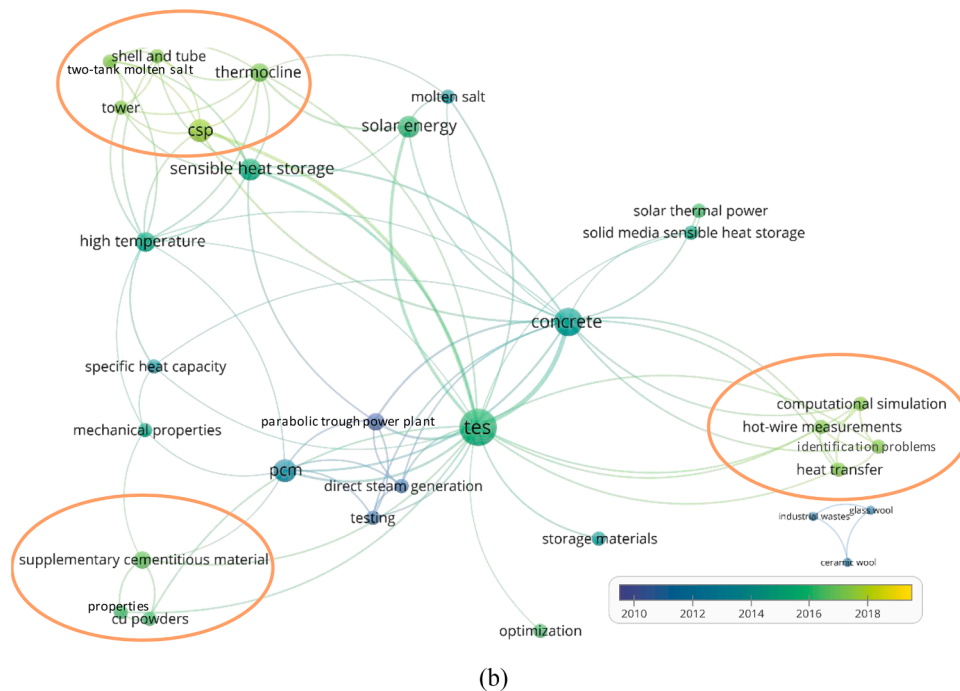 shell and tube
two-tank molten salt
thermocline
tower
csp
molten salt
solar energy
sensible heat storage
solar thermal power
solid media sensible heat storage
high temperature
concrete
specific heat capacity
computational simulation
parabolic trough power plant
tes
hot-wire measurements
mechanical properties
identification problems
heat transfer
pcm
direct steam generation
testing
glass wool
industrial wastes
storage materials
supplementary cementitious material
ceramic wool
properties
cu powders
2010 2012 2014 2016 2018
optimization
(b)